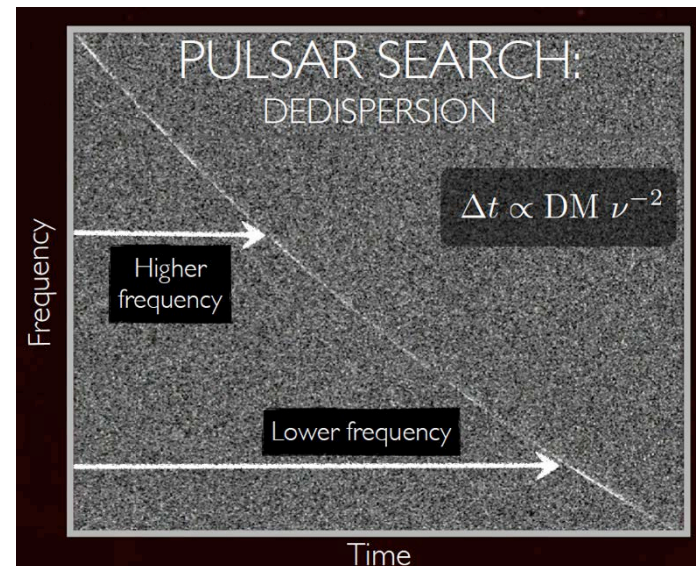 PULSAR SEARCH:
DEDISPERSION
Δt ∝ DM ν⁻²
Higher
frequency
Lower frequency
Frequency
Time